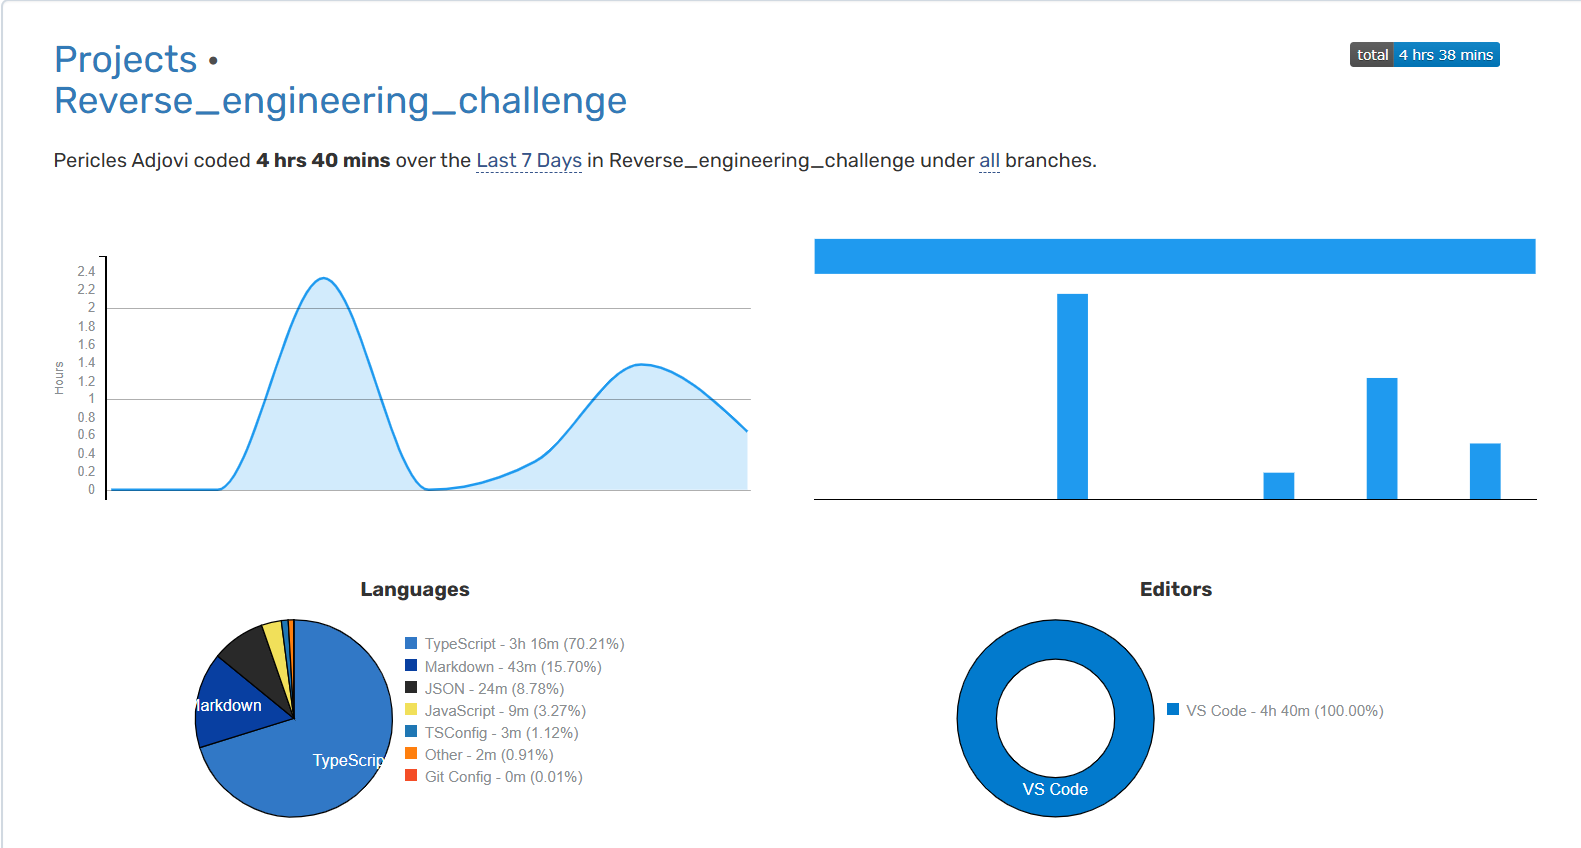 Projects •
Reverse_engineering_challenge
total 4 hrs 38 mins
Pericles Adjovi coded 4 hrs 40 mins over the Last 7 Days in Reverse_engineering_challenge under all branches.
Hours
2.4
2.2
2
1.8
1.6
1.4
1.2
1
0.8
0.6
0.4
0.2
0
Languages
TypeScript - 3h 16m (70.21%)
Markdown - 43m (15.70%)
JSON - 24m (8.78%)
JavaScript - 9m (3.27%)
TSConfig - 3m (1.12%)
Other - 2m (0.91%)
Git Config - 0m (0.01%)
Markdown
TypeScrip
Editors
VS Code - 4h 40m (100.00%)
VS Code